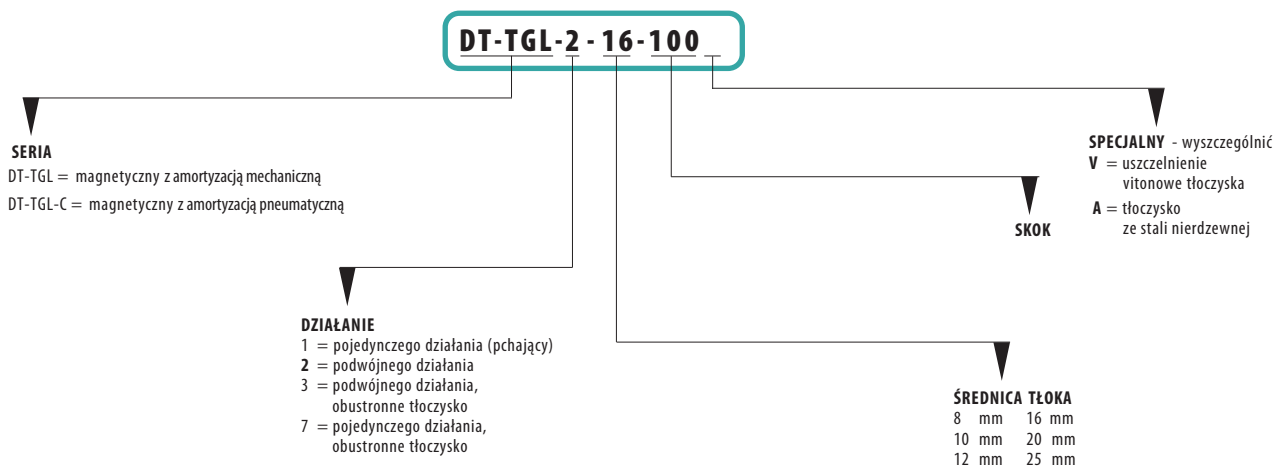 DT-TGL-2-16-100
SERIA
DT-TGL = magnetyczny z amortyzacją mechaniczną
DT-TGL-C = magnetyczny z amortyzacją pneumatyczną
DZIAŁANIE
1 = pojedynczego działania (pchający)
2 = podwójnego działania
3 = podwójnego działania,
obustronne tłoczysko
7 = pojedynczego działania,
obustronne tłoczysko
ŚREDNICA TŁOKA
8 mm 16 mm
10 mm 20 mm
12 mm 25 mm
SKOK
SPECJALNY - wyszczególnić
V = uszczelnienie
vitonowe tłoczyska
A = tłoczysko
ze stali nierdzewnej